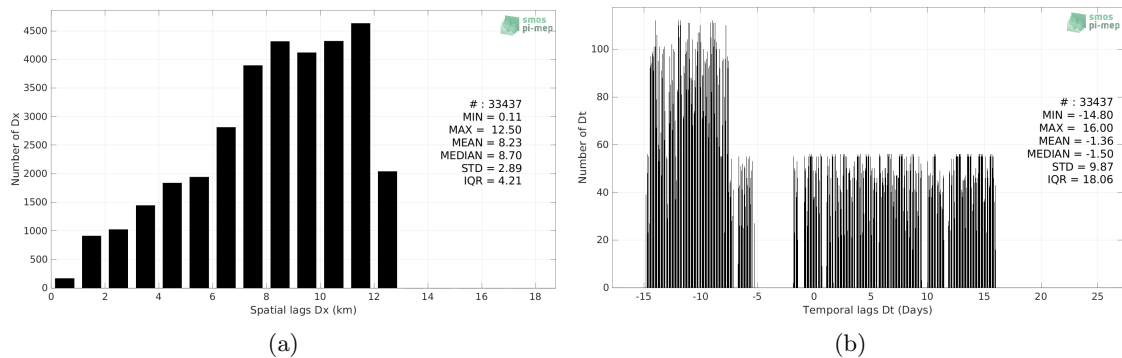 smos
pi-mep
4500
4000
3500
3000
2500
2000
1500
1000
500
0
Number of Dx
# : 33437
MIN = 0.11
MAX = 12.50
MEAN = 8.23
MEDIAN = 8.70
STD = 2.89
IQR = 4.21
0 2 4 6 8 10 12 14 16 18
Spatial lags Dx (km)
(a)
smos
pi-mep
100
80
60
40
20
0
Number of Dt
# : 33437
MIN = -14.80
MAX = 16.00
MEAN = -1.36
MEDIAN = -1.50
STD = 9.87
IQR = 18.06
-15 -10 -5 0 5 10 15 20 25
Temporal lags Dt (Days)
(b)